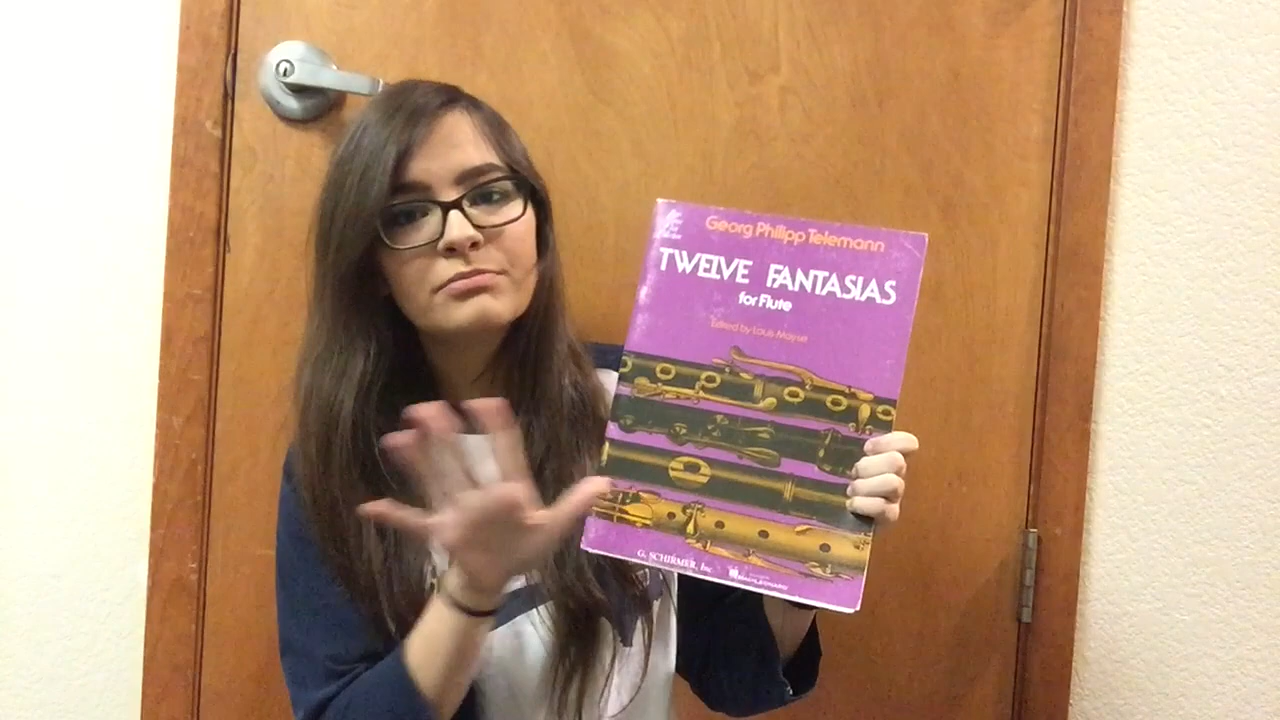 Georg Philipp Telemann
TWELVE FANTASIAS
for Flute
Edited by Louis Moyse
G. SCHIRMER, Inc.